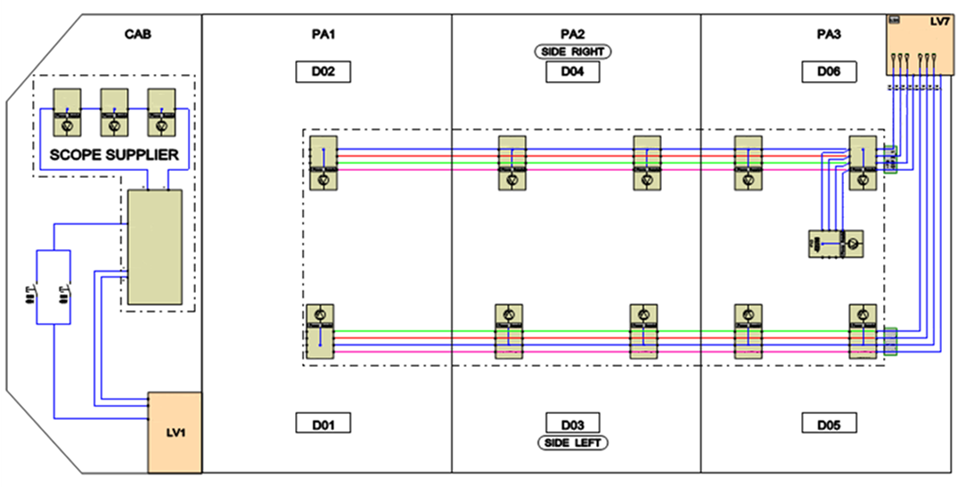 CAB
PA1
PA2
PA3
LV7
SIDE RIGHT
D02
D04
D06
SCOPE SUPPLIER
LV1
D01
D03
D05
SIDE LEFT